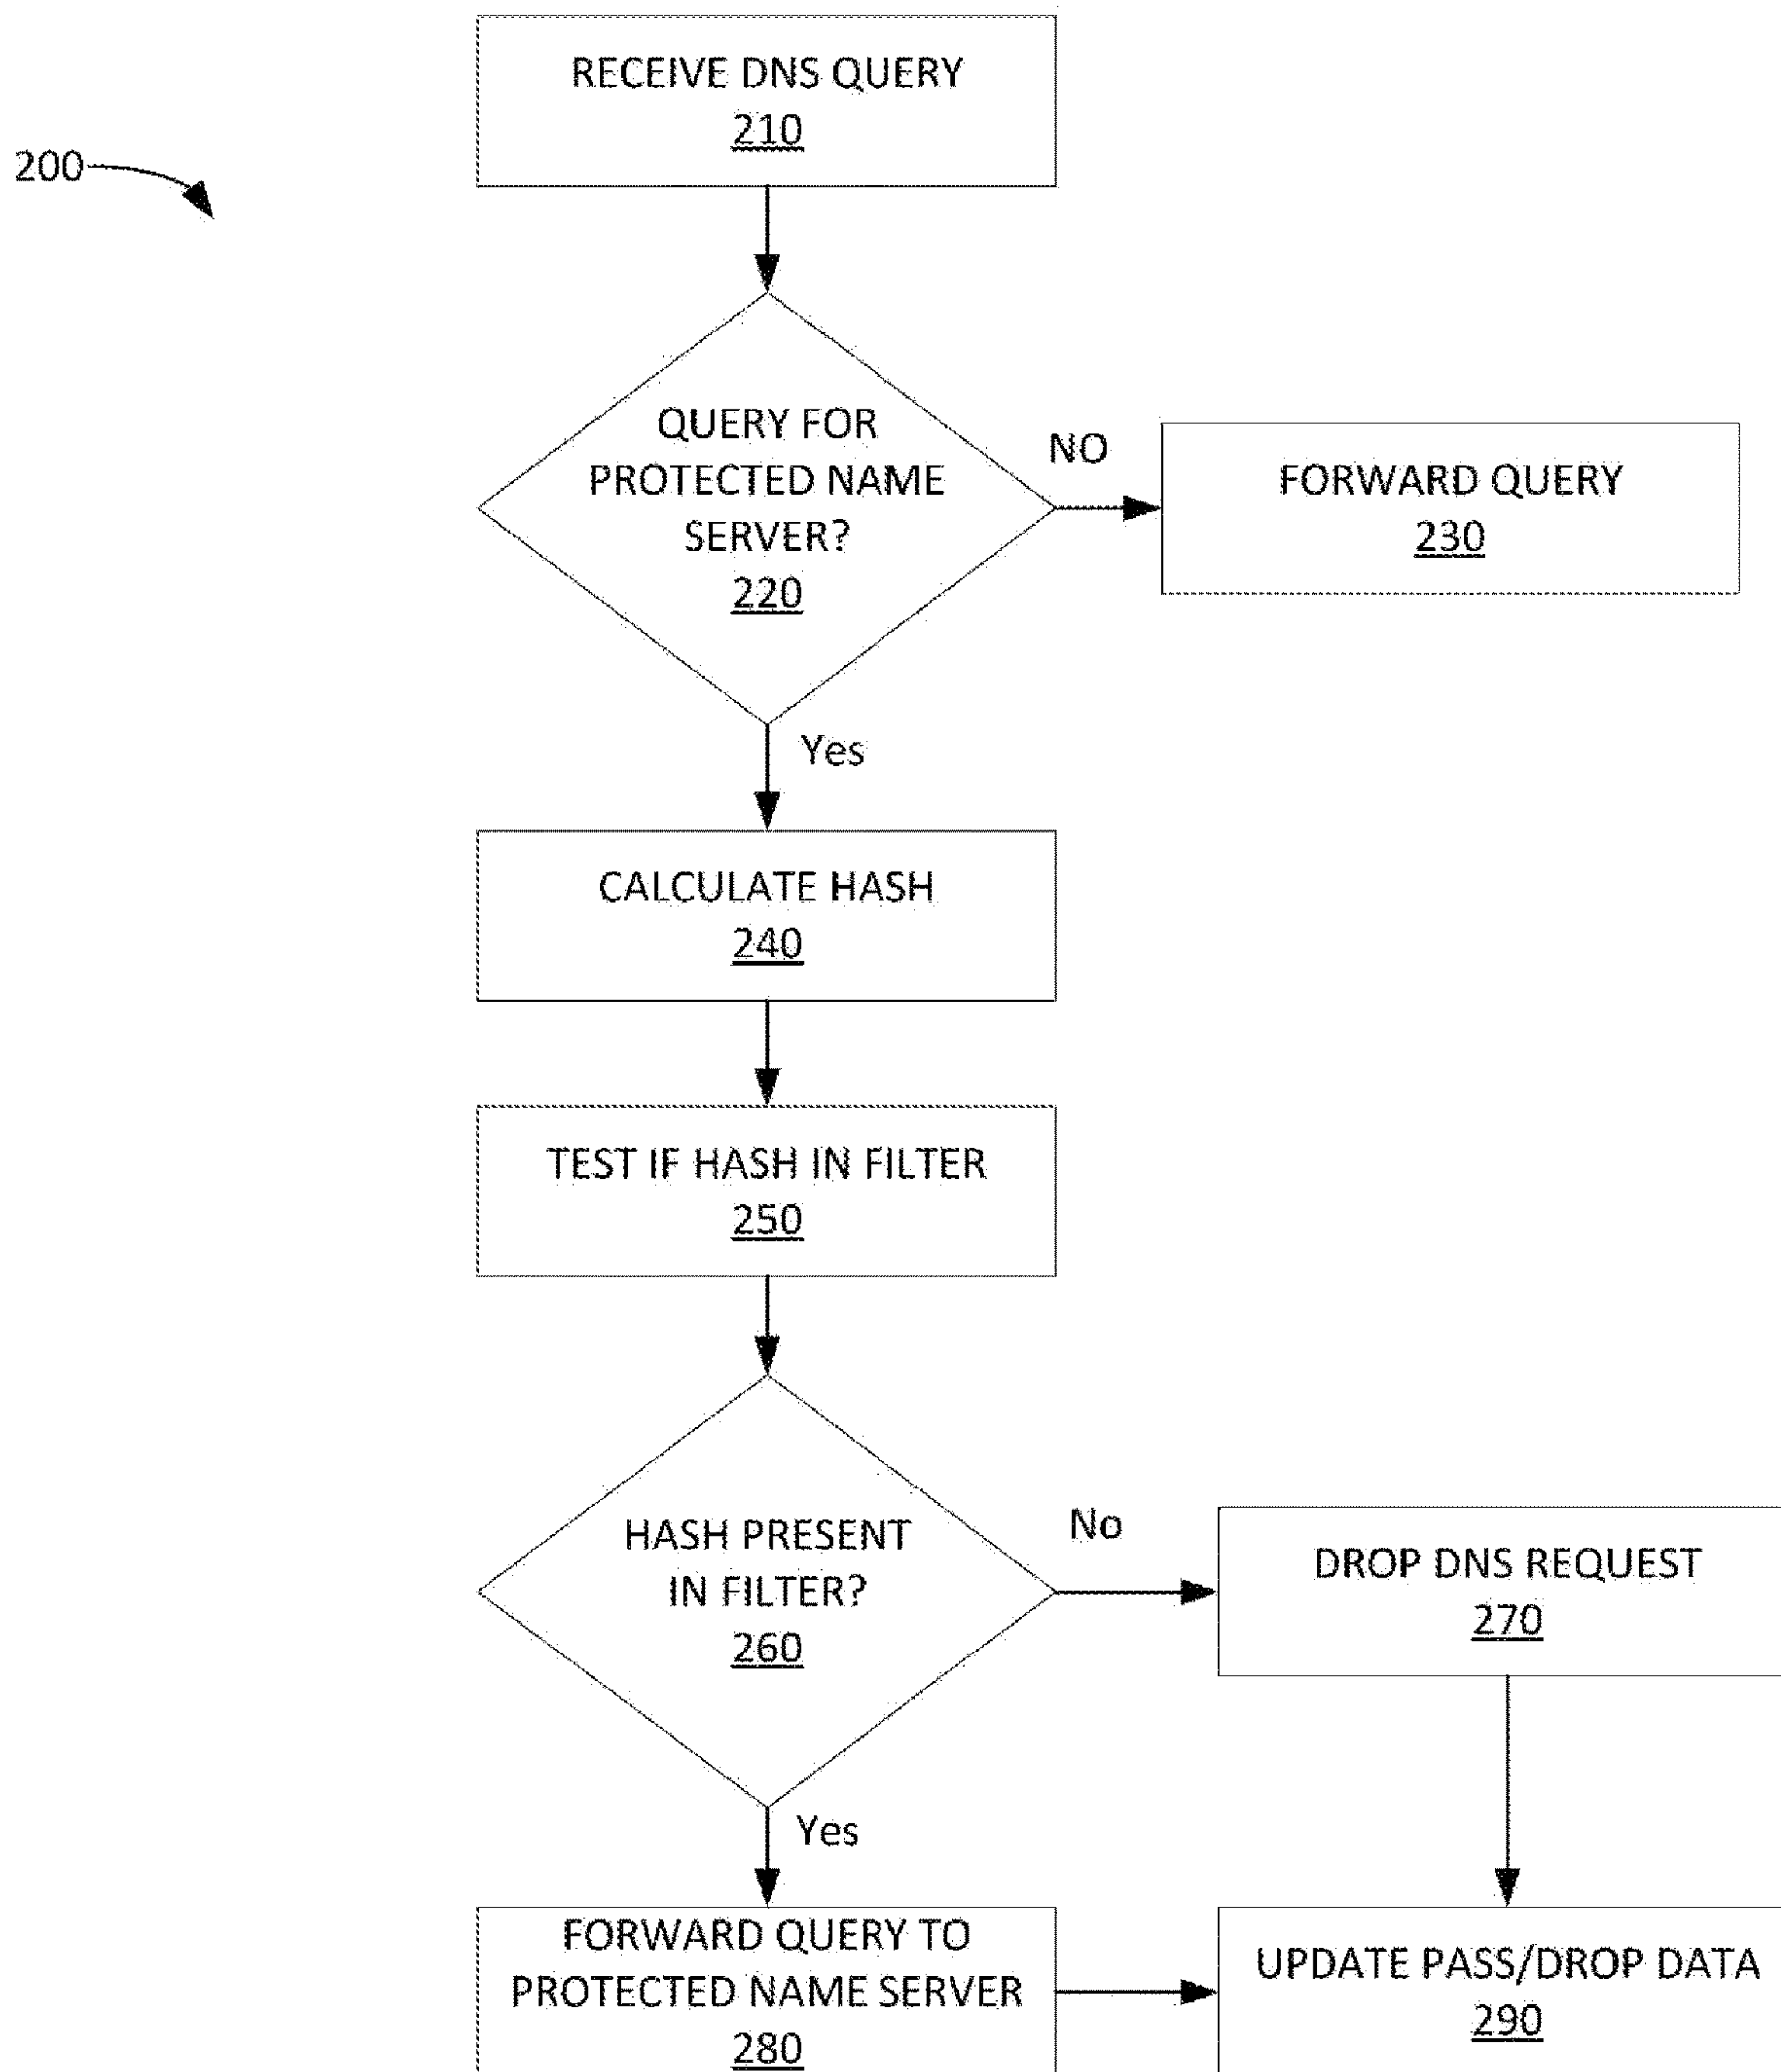 RECEIVE DNS QUERY
210
200
QUERY FOR
PROTECTED NAME
SERVER?
220
NO
FORWARD QUERY
230
Yes
CALCULATE HASH
240
TEST IF HASH IN FILTER
250
HASH PRESENT
IN FILTER?
260
No
DROP DNS REQUEST
270
Yes
FORWARD QUERY TO
PROTECTED NAME SERVER
280
UPDATE PASS/DROP DATA
290